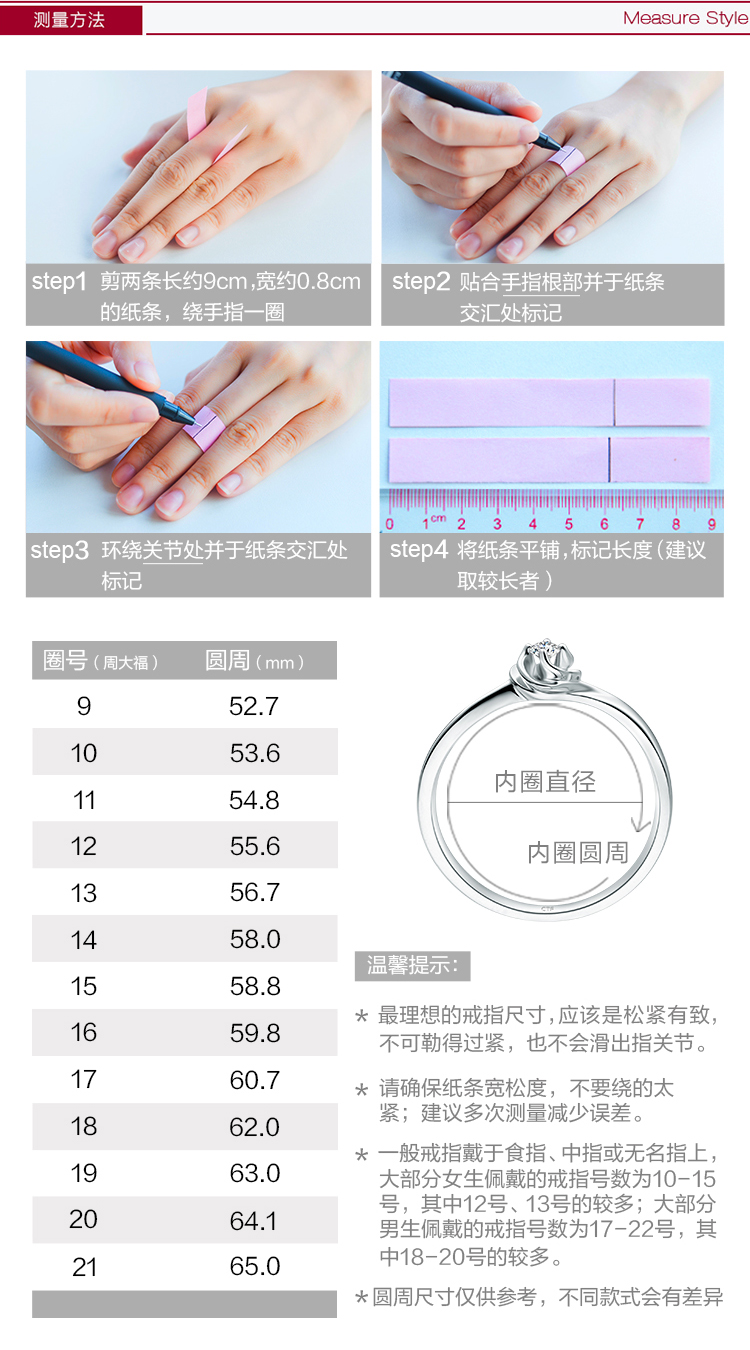 测量方法
Measure Style
step1 剪两条长约9cm,宽约0.8cm
的纸条，绕手指一圈
step2 贴合手指根部并于纸条
交汇处标记
step3 环绕关节处并于纸条交汇处
标记
0 1cm 2 3 4 5 6 7 8 9
step4 将纸条平铺,标记长度(建议
取较长者)
圈号（周大福） 圆周（mm）
9 52.7
10 53.6
11 54.8
12 55.6
13 56.7
14 58.0
15 58.8
16 59.8
17 60.7
18 62.0
19 63.0
20 64.1
21 65.0
内圈直径
内圈圆周
CTF
温馨提示：
* 最理想的戒指尺寸,应该是松紧有致,
不可勒得过紧，也不会滑出指关节。
* 请确保纸条宽松度，不要绕的太
紧；建议多次测量减少误差。
* 一般戒指戴于食指、中指或无名指上，
大部分女生佩戴的戒指号数为10-15
号，其中12号、13号的较多；大部分
男生佩戴的戒指号数为17-22号，其
中18-20号的较多。
*圆周尺寸仅供参考，不同款式会有差异